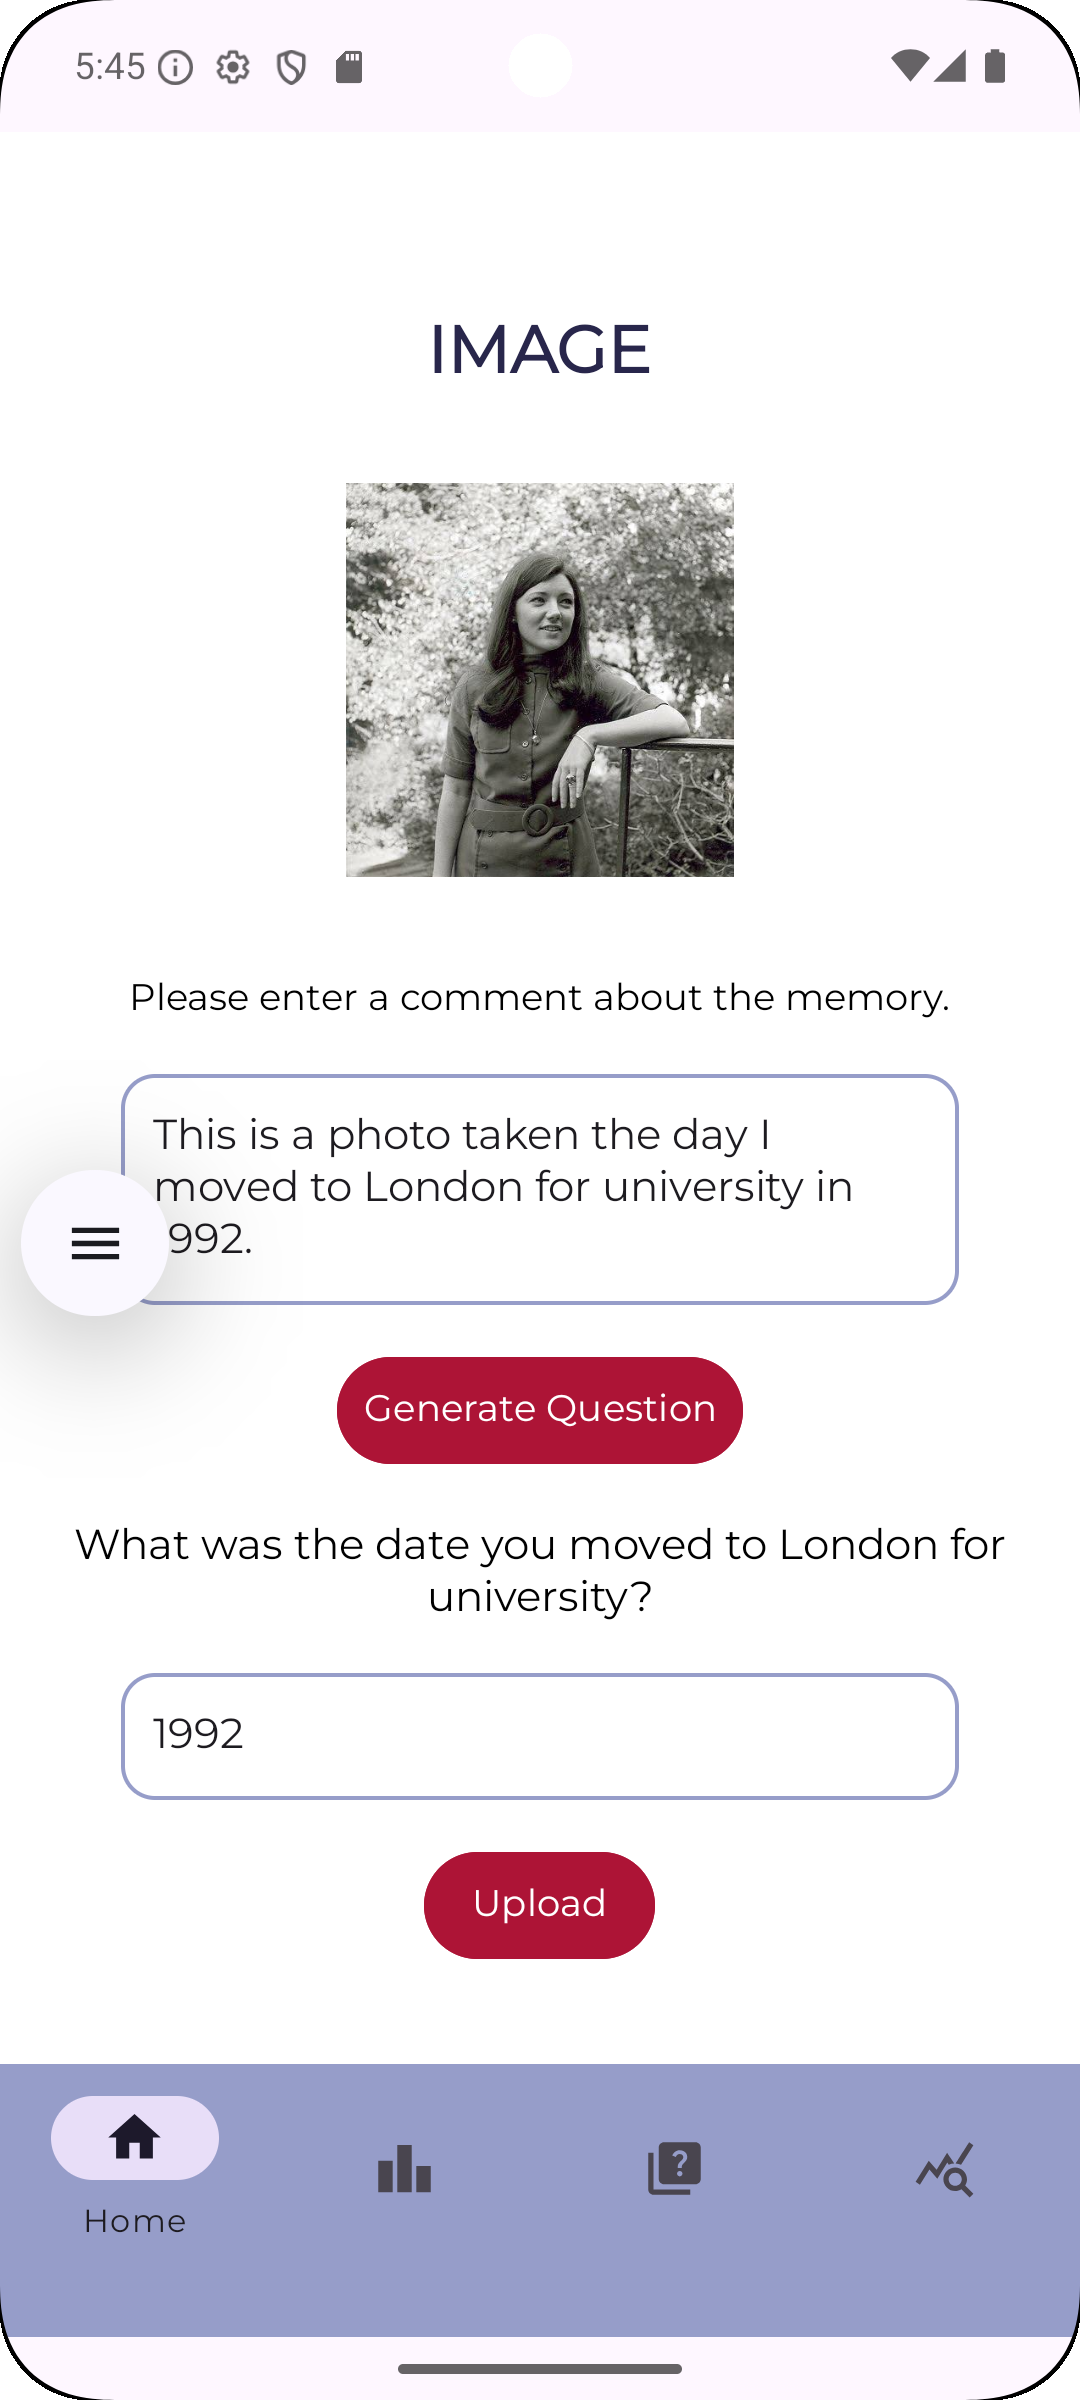 5:45
IMAGE
Please enter a comment about the memory.
This is a photo taken the day I
moved to London for university in
992.
Generate Question
What was the date you moved to London for
university?
1992
Upload
Home